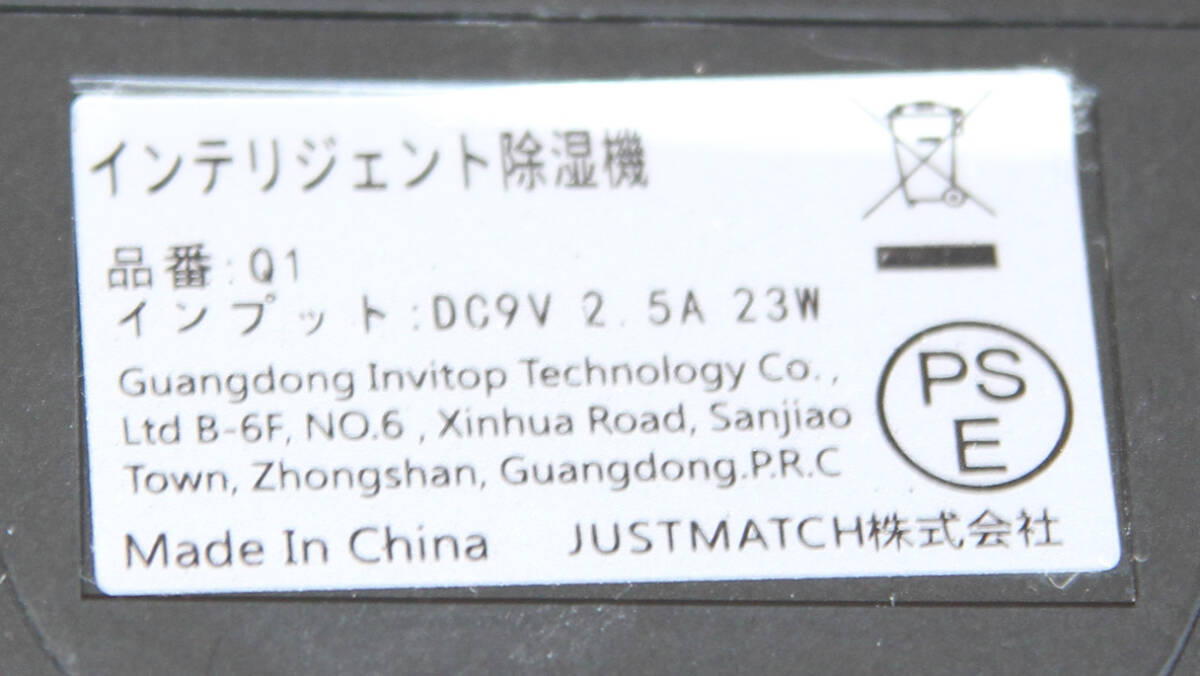 インテリジェント除湿機
品番:Q1
インプット:DC9V 2.5A 23W
Guangdong Invitop Technology Co.,
Ltd B-6F, NO.6 , Xinhua Road, Sanjiao
Town, Zhongshan, Guangdong.P.R.C
Made In China JUSTMATCH株式会社
PS
E